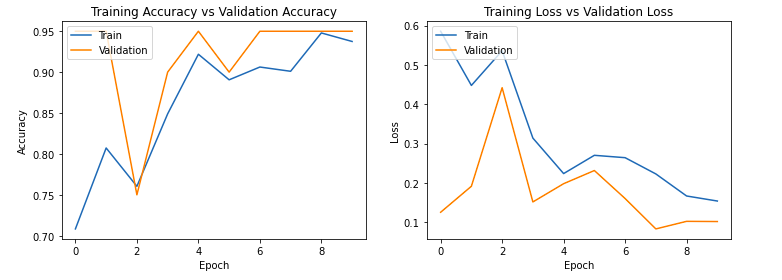 Training Accuracy vs Validation Accuracy
Train
Validation
0.95
0.90
0.85
0.80
0.75
0.70
Accuracy
0
2
4
6
8
Epoch
Training Loss vs Validation Loss
Train
Validation
0.6
0.5
0.4
0.3
0.2
0.1
Loss
0
2
4
6
8
Epoch